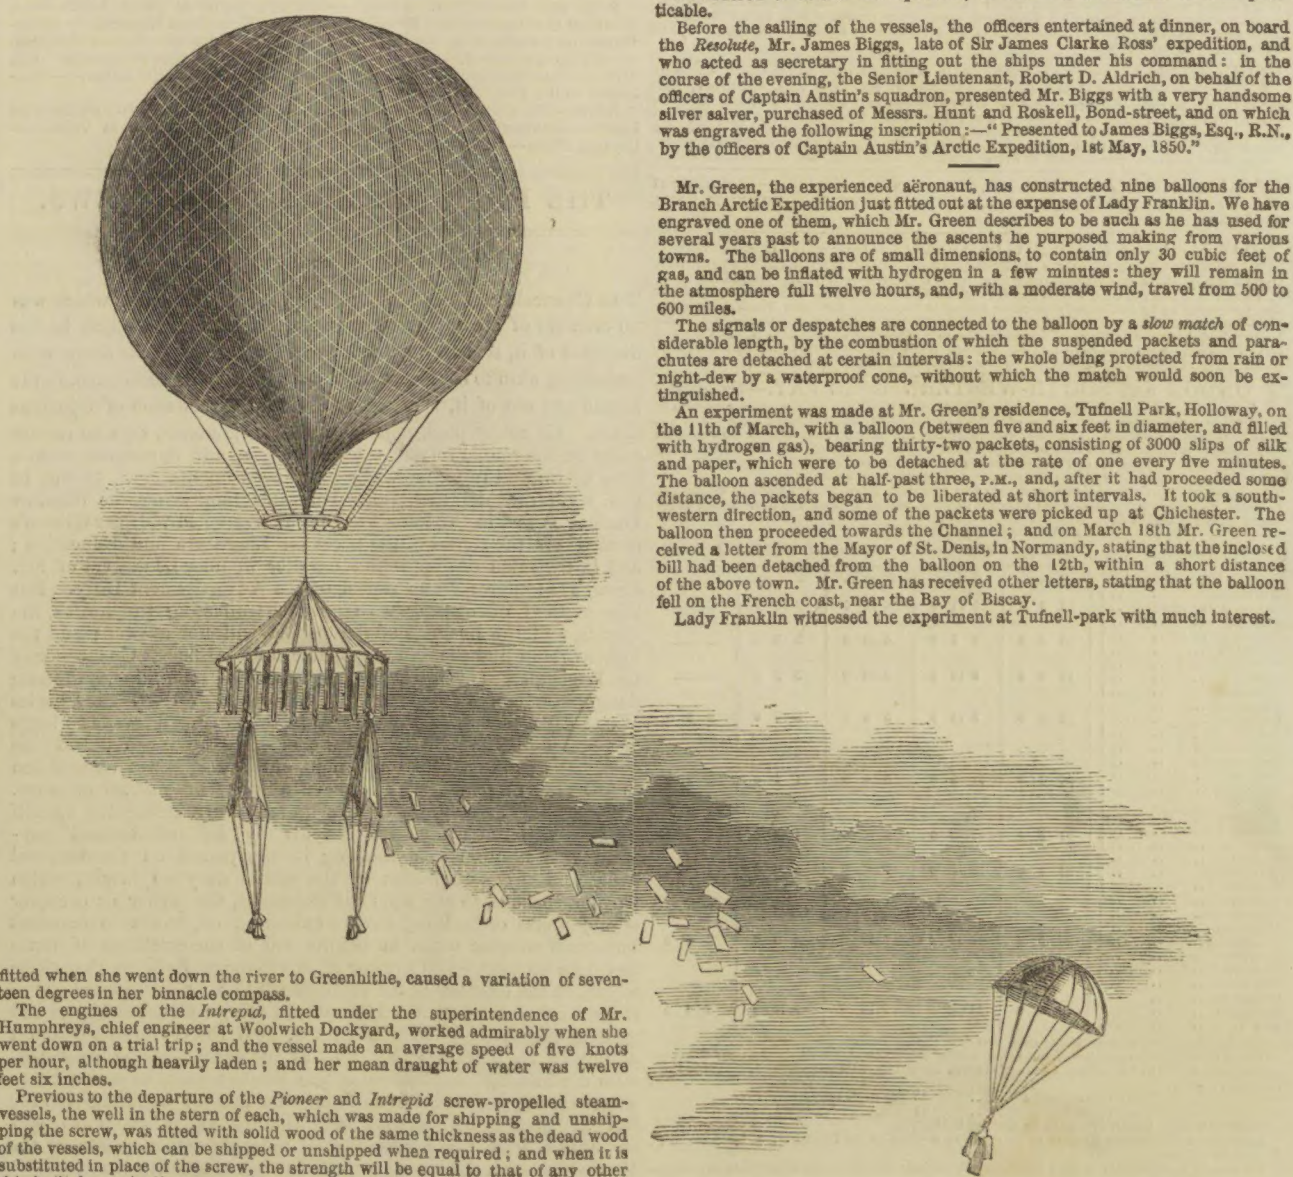 ticable.
Before the sailing of the vessels, the officers entertained at dinner, on board
the Resolute, Mr. James Biggs, late of Sir James Clarke Ross' expedition, and
who acted as secretary in fitting out the ships under his command: in the
course of the evening, the Senior Lieutenant, Robert D. Aldrich, on behalf of the
officers of Captain Austin's squadron, presented Mr. Biggs with a very handsome
silver salver, purchased of Messrs. Hunt and Roskell, Bond-street, and on which
was engraved the following inscription:—"Presented to James Biggs, Esq., R.N.,
by the officers of Captain Austin's Arctic Expedition, 1st May, 1850."
Mr. Green, the experienced aëronaut, has constructed nine balloons for the
Branch Arctic Expedition just fitted out at the expense of Lady Franklin. We have
engraved one of them, which Mr. Green describes to be such as he has used for
several years past to announce the ascents he purposed making from various
towns. The balloons are of small dimensions, to contain only 30 cubic feet of
gas, and can be inflated with hydrogen in a few minutes: they will remain in
the atmosphere full twelve hours, and, with a moderate wind, travel from 500 to
600 miles.
The signals or despatches are connected to the balloon by a slow match of con-
siderable length, by the combustion of which the suspended packets and para-
chutes are detached at certain intervals: the whole being protected from rain or
night-dew by a waterproof cone, without which the match would soon be ex-
tinguished.
An experiment was made at Mr. Green's residence, Tufnell Park, Holloway, on
the 11th of March, with a balloon (between five and six feet in diameter, and filled
with hydrogen gas), bearing thirty-two packets, consisting of 3000 slips of silk
and paper, which were to be detached at the rate of one every five minutes.
The balloon ascended at half-past three, P.M., and, after it had proceeded some
distance, the packets began to be liberated at short intervals. It took a south-
western direction, and some of the packets were picked up at Chichester. The
balloon then proceeded towards the Channel; and on March 18th Mr. Green re-
ceived a letter from the Mayor of St. Denis, in Normandy, stating that the inclosed
bill had been detached from the balloon on the 12th, within a short distance
of the above town. Mr. Green has received other letters, stating that the balloon
fell on the French coast, near the Bay of Biscay.
Lady Franklin witnessed the experiment at Tufnell-park with much interest.
fitted when she went down the river to Greenhithe, caused a variation of seven-
teen degrees in her binnacle compass.
The engines of the Intrepid, fitted under the superintendence of Mr.
Humphreys, chief engineer at Woolwich Dockyard, worked admirably when she
went down on a trial trip; and the vessel made an average speed of five knots
per hour, although heavily laden; and her mean draught of water was twelve
feet six inches.
Previous to the departure of the Pioneer and Intrepid screw-propelled steam-
vessels, the well in the stern of each, which was made for shipping and unship-
ping the screw, was fitted with solid wood of the same thickness as the dead wood
of the vessels, which can be shipped or unshipped when required; and when it is
substituted in place of the screw, the strength will be equal to that of any other